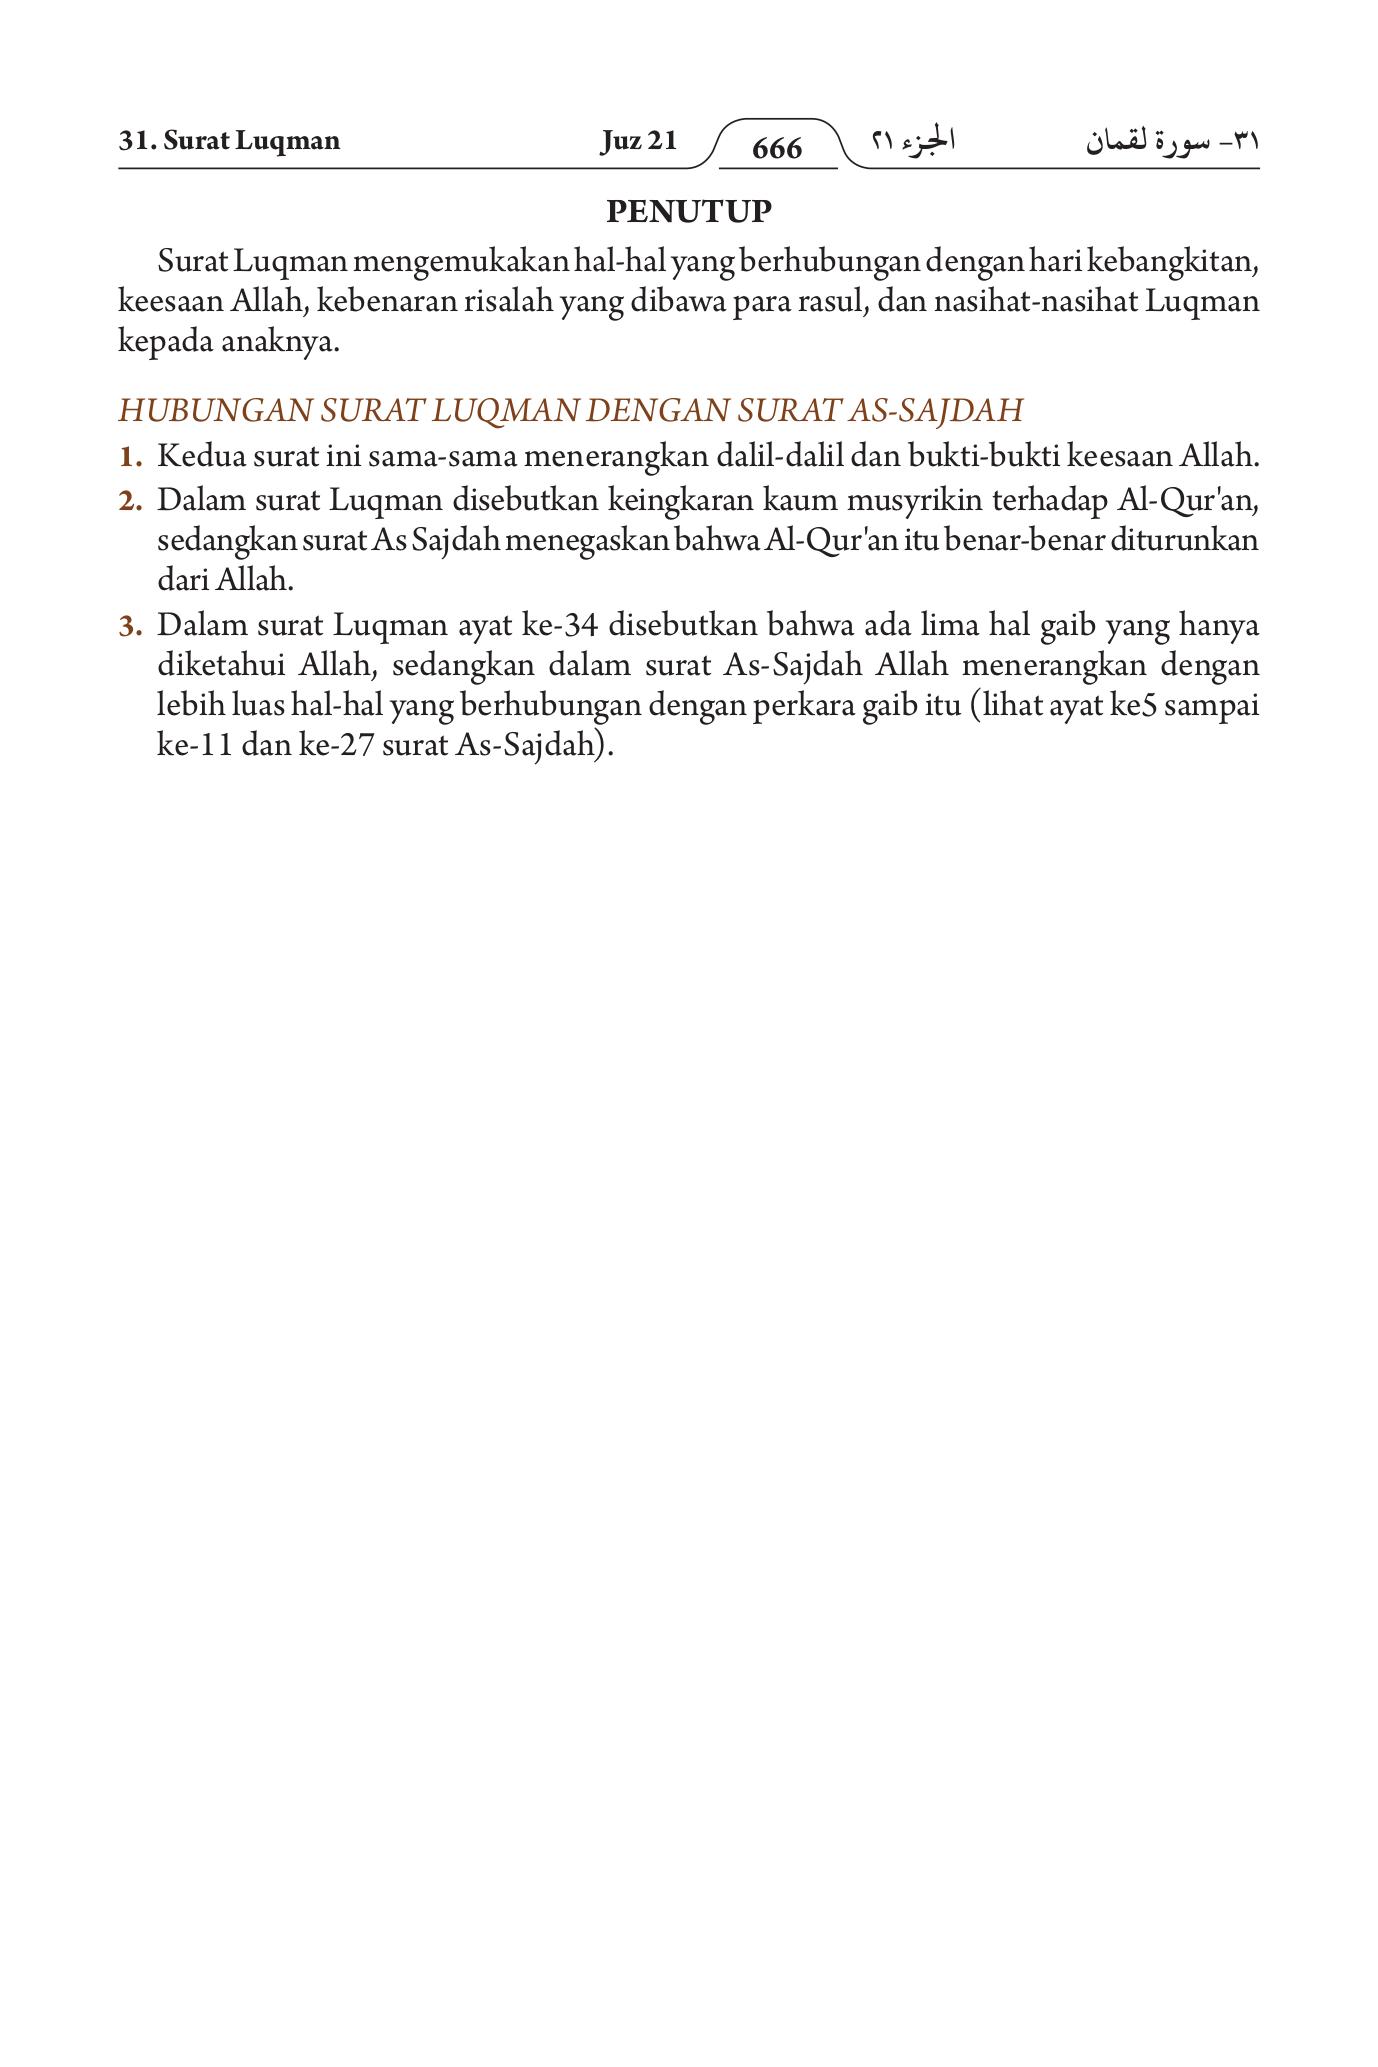 31. Surat Luqman Juz 21 666 الجزء ٢١ ٣١- سورة لقمان
PENUTUP
Surat Luqman mengemukakan hal-hal yang berhubungan dengan hari kebangkitan,
keesaan Allah, kebenaran risalah yang dibawa para rasul, dan nasihat-nasihat Luqman
kepada anaknya.
HUBUNGAN SURAT LUQMAN DENGAN SURAT AS-SAJDAH
1. Kedua surat ini sama-sama menerangkan dalil-dalil dan bukti-bukti keesaan Allah.
2. Dalam surat Luqman disebutkan keingkaran kaum musyrikin terhadap Al-Qur'an,
sedangkan surat As Sajdah menegaskan bahwa Al-Qur'an itu benar-benar diturunkan
dari Allah.
3. Dalam surat Luqman ayat ke-34 disebutkan bahwa ada lima hal gaib yang hanya
diketahui Allah, sedangkan dalam surat As-Sajdah Allah menerangkan dengan
lebih luas hal-hal yang berhubungan dengan perkara gaib itu (lihat ayat ke5 sampai
ke-11 dan ke-27 surat As-Sajdah).